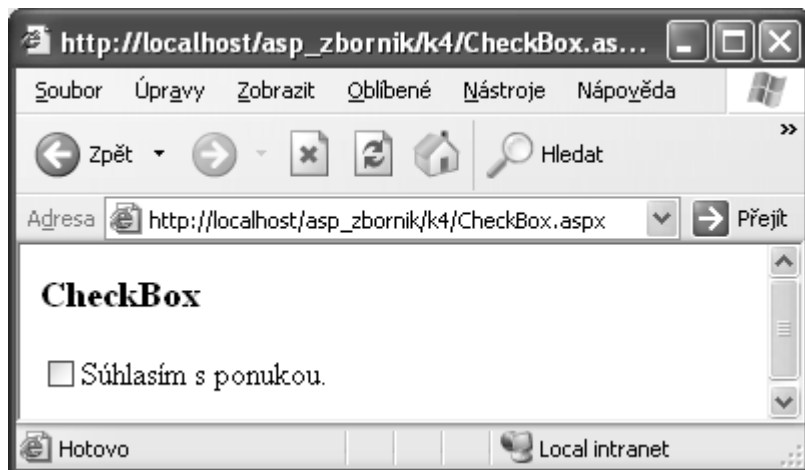 http://localhost/asp_zbornik/k4/CheckBox.as...
Soubor Úpravy Zobrazit Oblíbené Nástroje Nápověda
Zpět Hledat »
Adresa http://localhost/asp_zbornik/k4/CheckBox.aspx Přejít
CheckBox
Súhlasím s ponukou.
Hotovo Local intranet